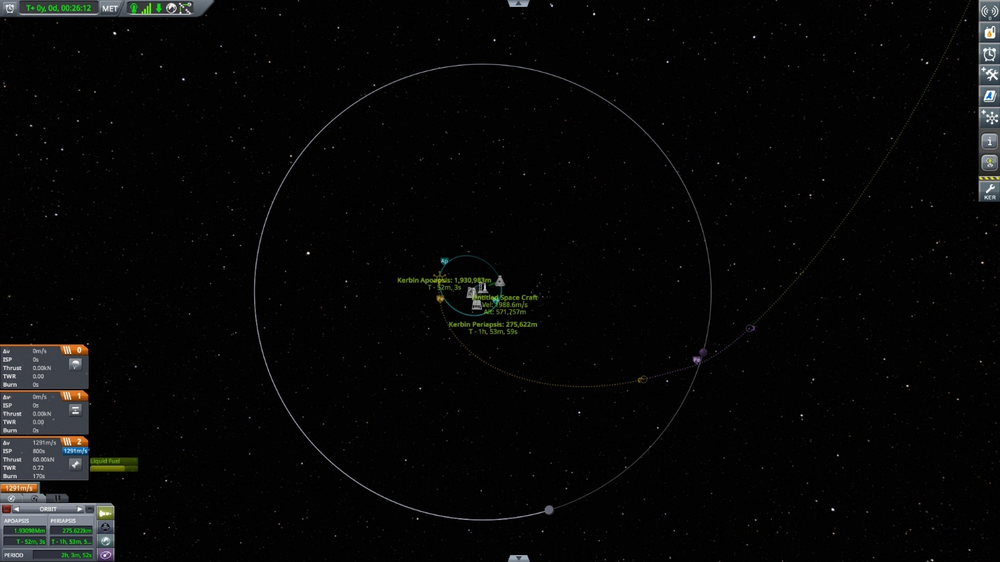 T+ 0y, 0d, 00:26:12
MET
0
KER
Ap
Kerbin Apoapsis: 1,930,983m
T - 52m, 3s
Pe
Untitled Space Craft
Vel: 1988.6m/s
Alt: 571,757m
Kerbin Periapsis: 275,622m
T - 1h, 53m, 59s
Pe
Δv 0m/s 0
ISP 0s
Thrust 0.00kN
TWR 0.00
Burn 0s
Δv 0m/s 1
ISP 0s
Thrust 0.00kN
TWR 0.00
Burn 0s
Δv 1291m/s 2
ISP 800s 1291m/s
Thrust 60.00kN
TWR 0.72
Burn 170s
Liquid Fuel
1291m/s
ORBIT
APOAPSIS PERIAPSIS
1.93098Mm 275.622km
T - 52m, 3s T - 1h, 53m, 5...
PERIOD 2h, 3m, 52s